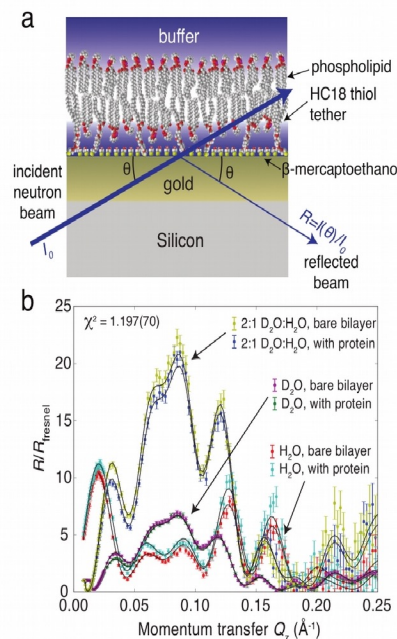 a
buffer
phospholipid
HC18 thiol
tether
β-mercaptoethano
θ
θ
incident
neutron
beam
gold
I₀
Silicon
R=I(θ)/I₀
reflected
beam
b
25
20
15
10
5
0
R/Rfresnel
χ² = 1.197(70)
2:1 D₂O:H₂O, bare bilayer
2:1 D₂O:H₂O, with protein
D₂O, bare bilayer
D₂O, with protein
H₂O, bare bilayer
H₂O, with protein
0.00 0.05 0.10 0.15 0.20 0.25
Momentum transfer Qz (Å⁻¹)